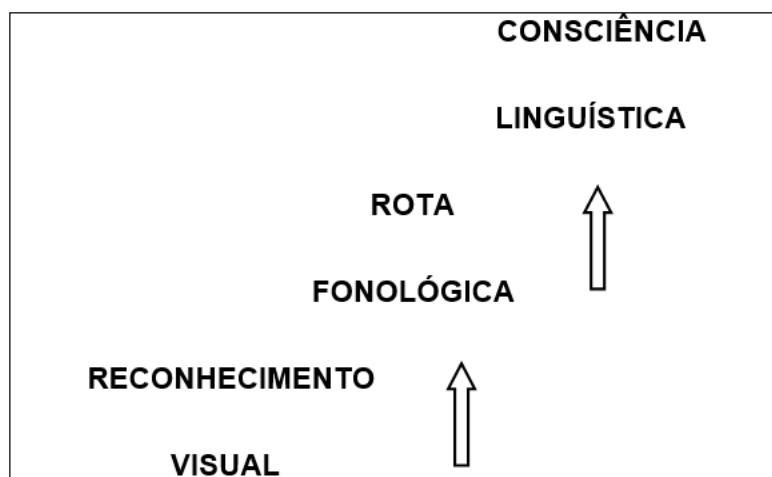 CONSCIÊNCIA
LINGUÍSTICA
ROTA
FONOLÓGICA
RECONHECIMENTO
VISUAL